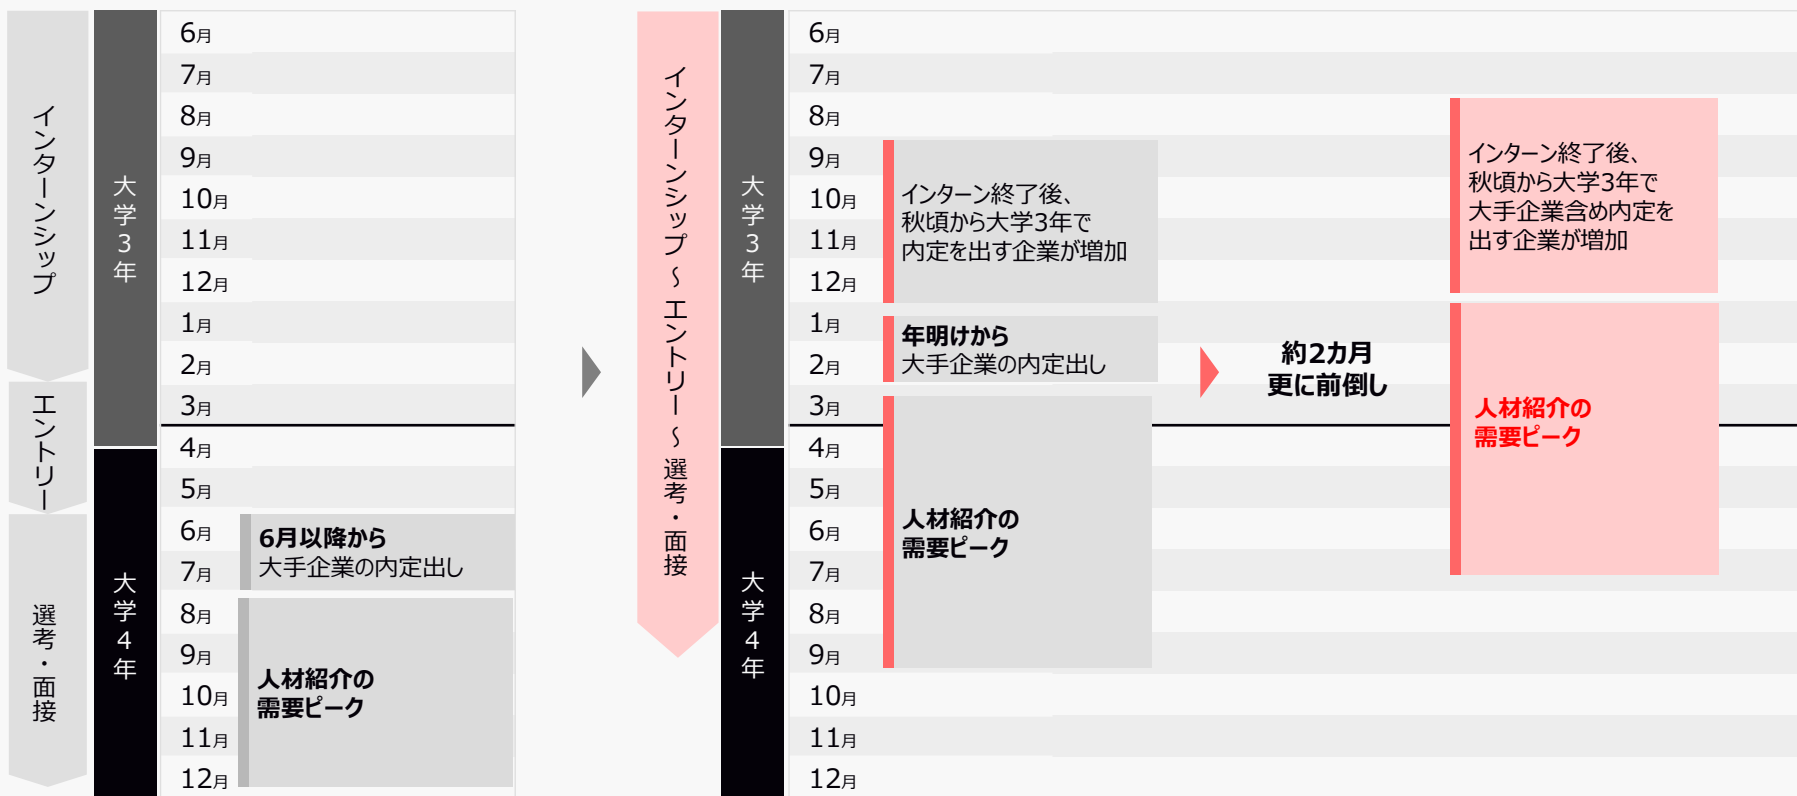 インターンシップ
エントリー
選考・面接
大学3年
大学4年
6月
7月
8月
9月
10月
11月
12月
1月
2月
3月
4月
5月
6月
7月
8月
9月
10月
11月
12月
6月以降から
大手企業の内定出し
人材紹介の
需要ピーク
インターンシップ ~ エントリー ~ 選考・面接
大学3年
大学4年
6月
7月
8月
9月
10月
11月
12月
1月
2月
3月
4月
5月
6月
7月
8月
9月
10月
11月
12月
インターン終了後、
秋頃から大学3年で
内定を出す企業が増加
年明けから
大手企業の内定出し
人材紹介の
需要ピーク
約2カ月
更に前倒し
インターン終了後、
秋頃から大学3年で
大手企業含め内定を
出す企業が増加
人材紹介の
需要ピーク